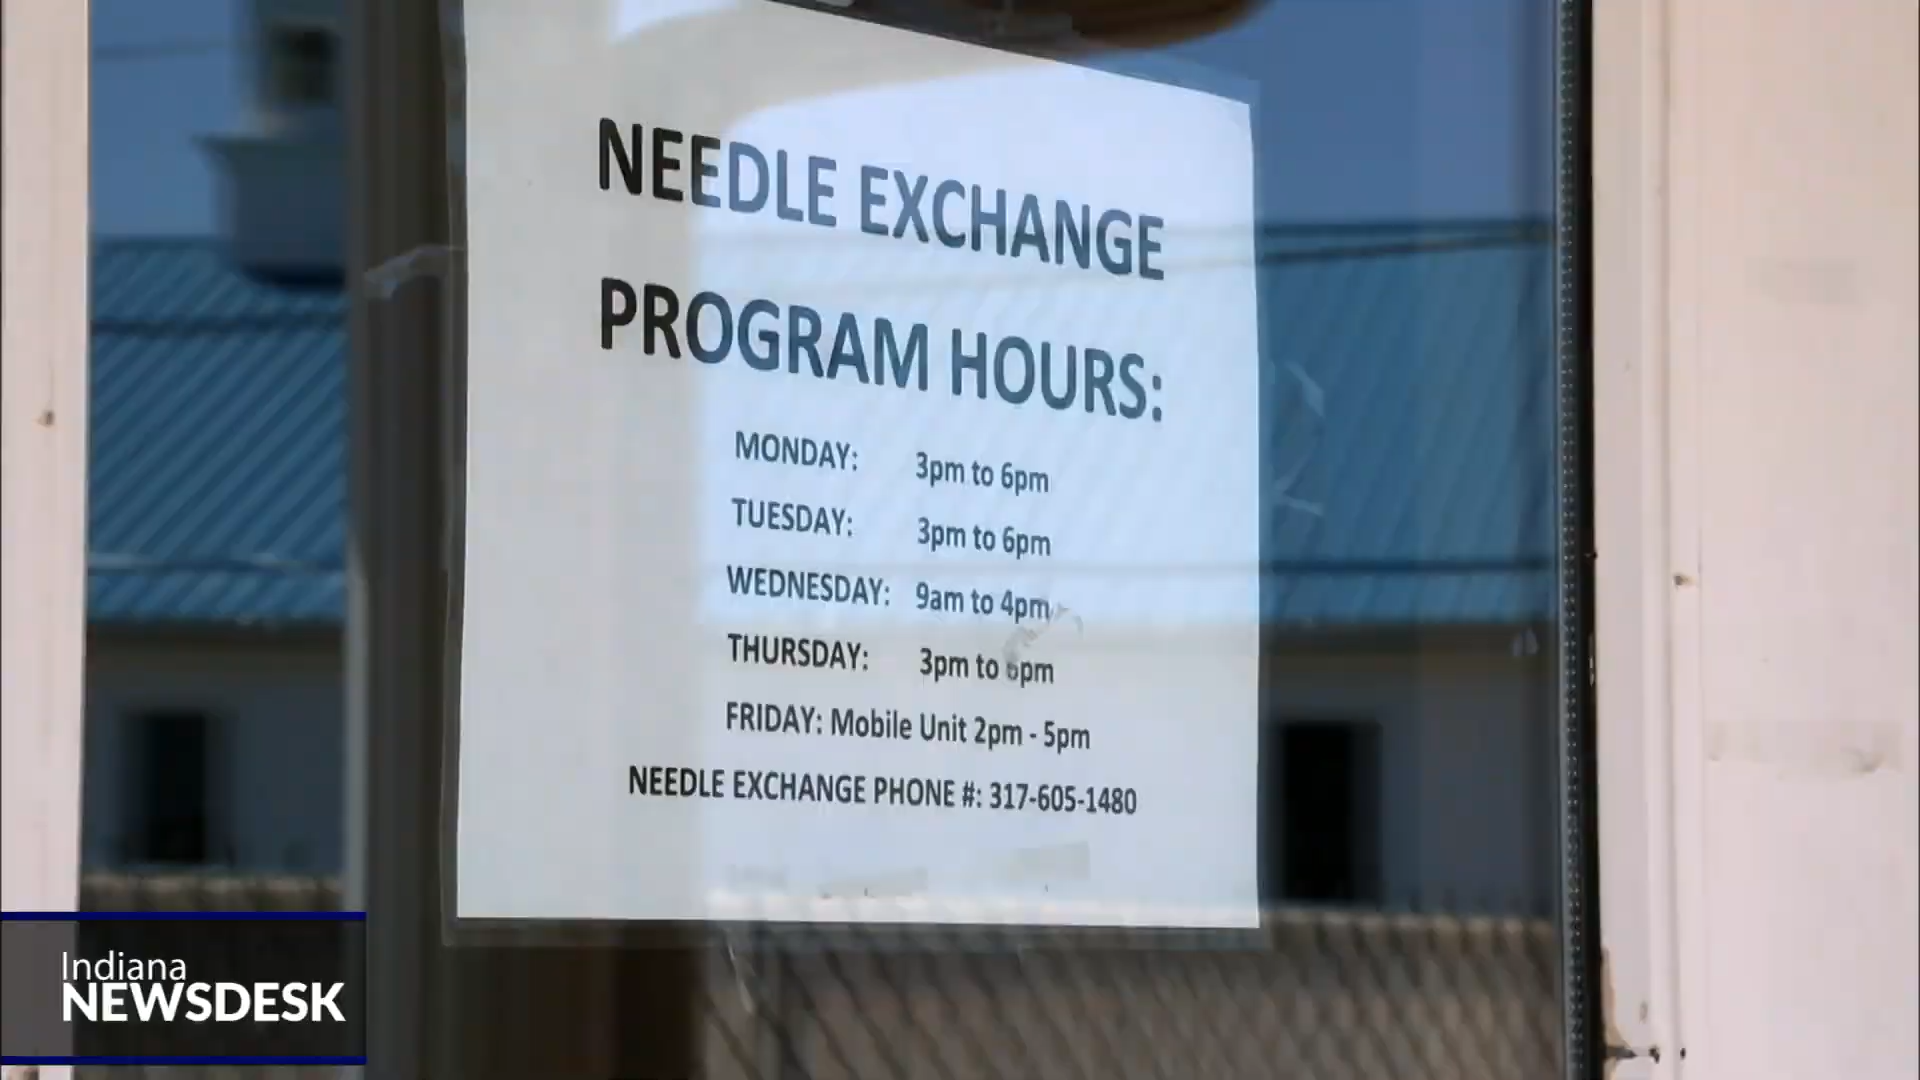 NEEDLE EXCHANGE
PROGRAM HOURS:
MONDAY: 3pm to 6pm
TUESDAY: 3pm to 6pm
WEDNESDAY: 9am to 4pm
THURSDAY: 3pm to 6pm
FRIDAY: Mobile Unit 2pm - 5pm
NEEDLE EXCHANGE PHONE #: 317-605-1480
Indiana
NEWSDESK